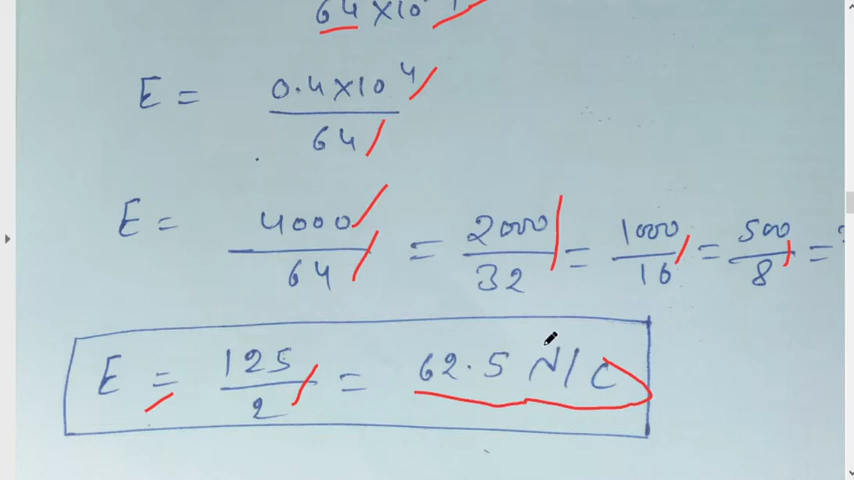 64 × 10
E = 0.4×10⁴ / 64
E = 4000 / 64 = 2000 / 32 = 1000 / 16 = 500 / 8 =
E = 125 / 2 = 62.5 N/C